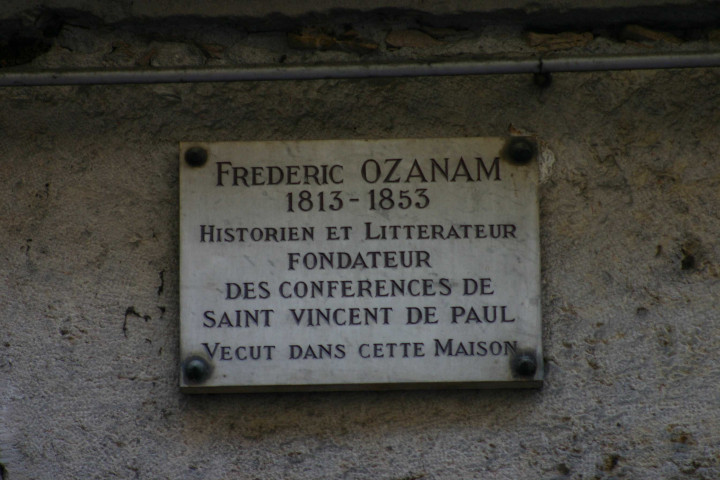 FREDERIC OZANAM
1813-1853
HISTORIEN ET LITTERATEUR
FONDATEUR
DES CONFERENCES DE
SAINT VINCENT DE PAUL
VECUT DANS CETTE MAISON